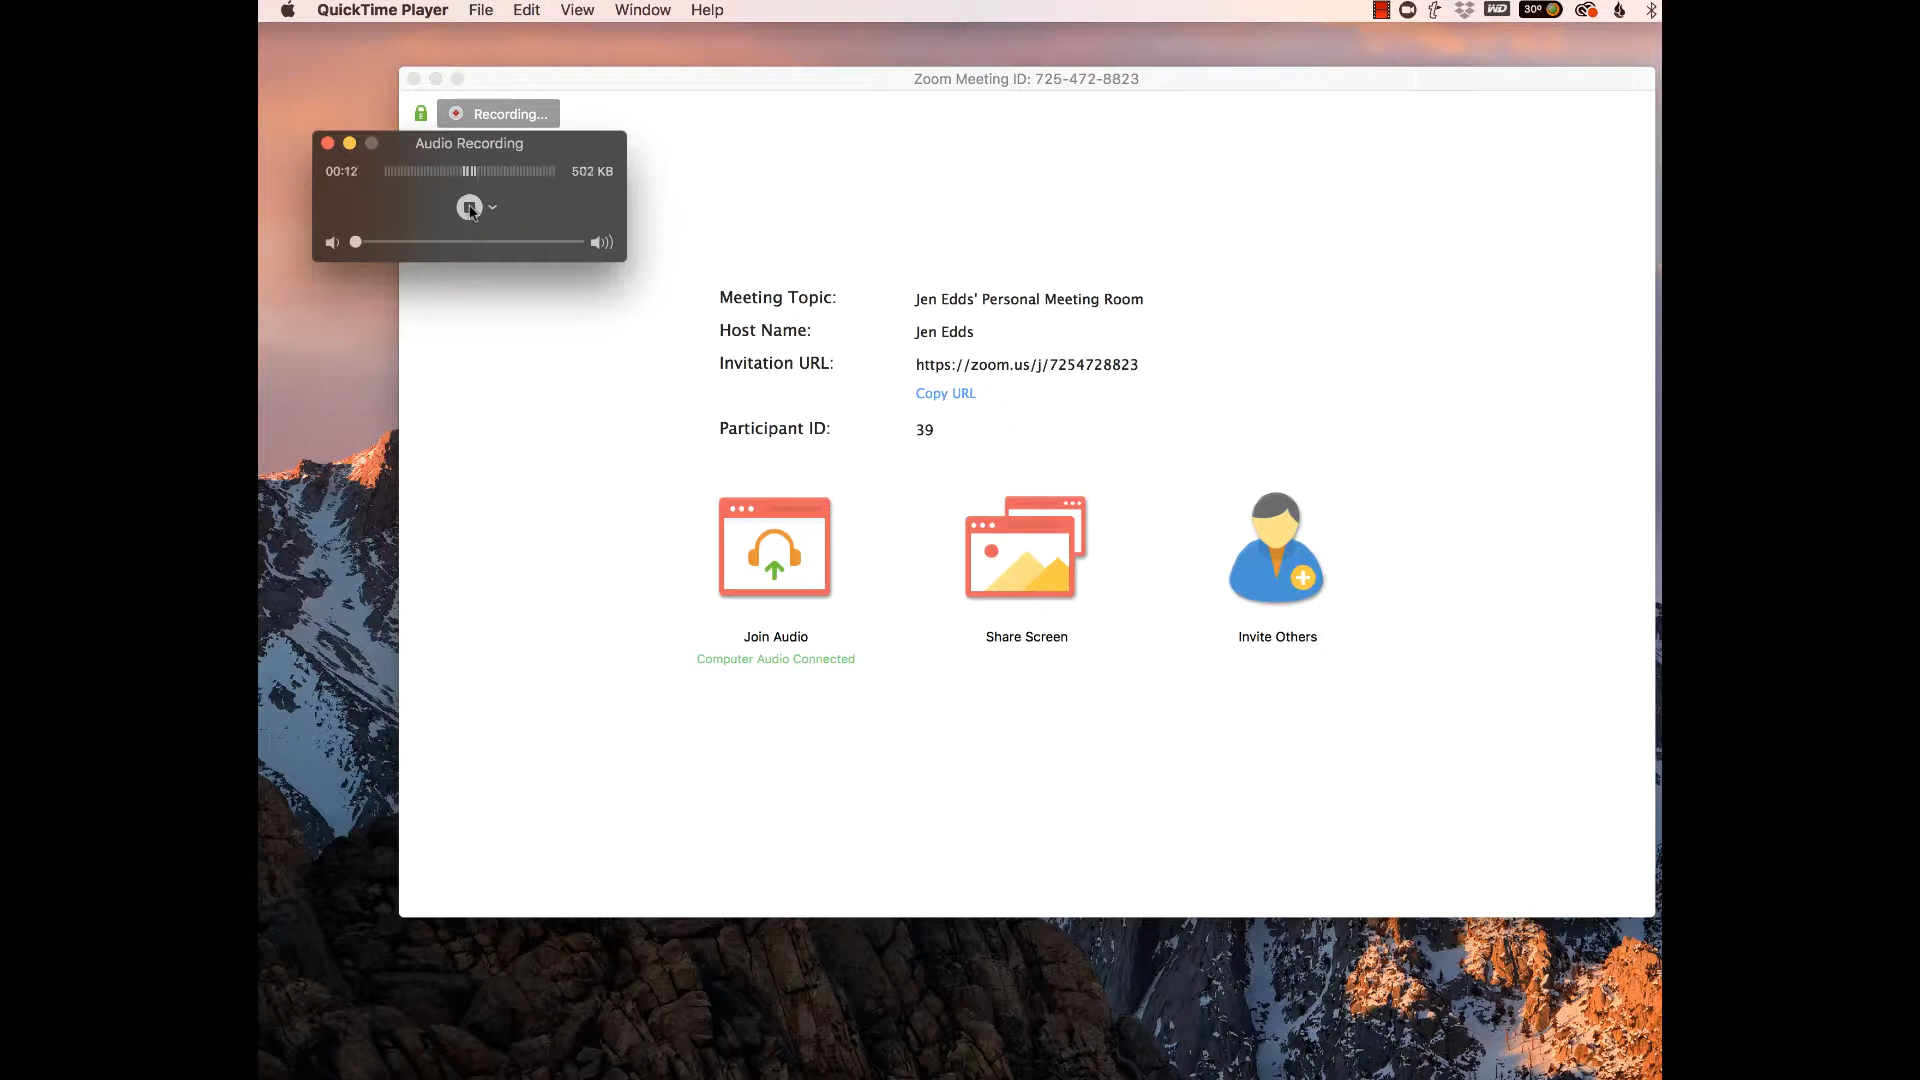 QuickTime Player File Edit View Window Help
WD 30°
Zoom Meeting ID: 725-472-8823
Recording...
Audio Recording
00:12 502 KB
Meeting Topic: Jen Edds' Personal Meeting Room
Host Name: Jen Edds
Invitation URL: https://zoom.us/j/7254728823
Copy URL
Participant ID: 39
Join Audio Share Screen Invite Others
Computer Audio Connected